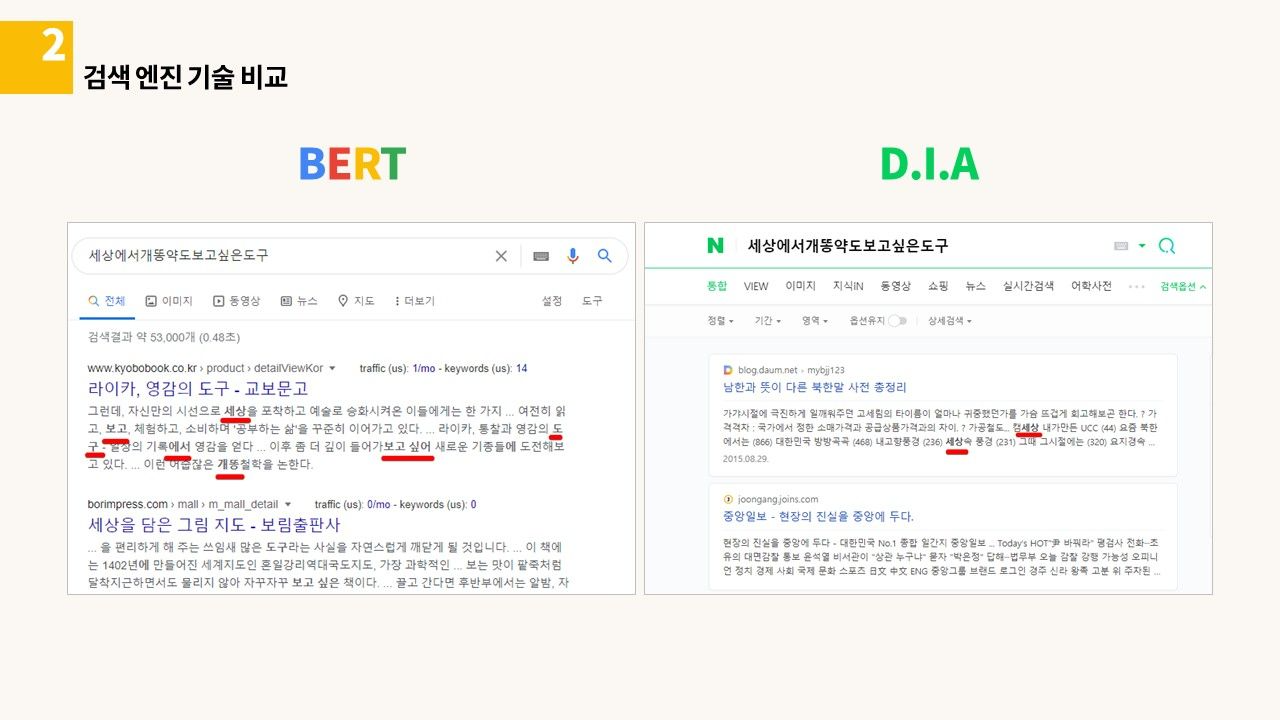 2
검색 엔진 기술 비교
BERT
D.I.A
세상에서개똥약도보고싶은도구
전체 이미지 동영상 뉴스 지도 더보기 설정 도구
검색결과 약 53,000개 (0.48초)
www.kyobobook.co.kr › product › detailViewKor traffic (us): 1/mo - keywords (us): 14
라이카, 영감의 도구 - 교보문고
그런데, 자신만의 시선으로 세상을 포착하고 예술로 승화시켜온 이들에게는 한 가지 ... 여전히 읽
고, 보고, 체험하고, 소비하며 '공부하는 삶'을 꾸준히 이어가고 있다. ... 라이카, 통찰과 영감의 도
구 - 일상의 기록에서 영감을 얻다 ... 이후 좀 더 깊이 들어가보고 싶어 새로운 기종들에 도전해보
고 있다. ... 이런 어쭙잖은 개똥철학을 논한다.
borimpress.com › mall › m_mall_detail traffic (us): 0/mo - keywords (us): 0
세상을 담은 그림 지도 - 보림출판사
... 을 편리하게 해 주는 쓰임새 많은 도구라는 사실을 자연스럽게 깨닫게 될 것입니다. ... 이 책에
는 1402년에 만들어진 세계지도인 혼일강리역대국도지도, 가장 과학적인 ... 보는 맛이 팥죽처럼
달착지근하면서도 물리지 않아 자꾸자꾸 보고 싶은 책이다. ... 끌고 간다면 후반부에서는 알밤, 자
N 세상에서개똥약도보고싶은도구
통합 VIEW 이미지 지식iN 동영상 쇼핑 뉴스 실시간검색 어학사전 검색옵션
정렬 기간 영역 옵션유지 상세검색
blog.daum.net › mybjj123
남한과 뜻이 다른 북한말 사전 총정리
가갸시절에 극진하게 일깨워주던 고세림의 타이름이 얼마나 귀중했던가를 가슴 뜨겁게 회고해보곤 한다. ? 가
격격차 : 국가에서 정한 소매가격과 공급상품가격과의 차이. ? 가공철도... 컴세상 내가만든 UCC (44) 요즘 북한
에서는 (866) 대한민국 방방곡곡 (468) 내고향풍경 (236) 세상속 풍경 (231) 그때 그시절에는 (320) 요지경속 ...
2015.08.29.
joongang.joins.com
중앙일보 - 현장의 진실을 중앙에 두다.
현장의 진실을 중앙에 두다 - 대한민국 No.1 종합 일간지 중앙일보 ... Today's HOT"尹 바꿔라" 평검사 전화…조
유의 대면감찰 통보 윤석열 비서관이 "상관 누구냐" 묻자 "박은정" 답해…법무부 오늘 감찰 강행 가능성 오피니
언 정치 경제 사회 국제 문화 스포츠 日文 中文 ENG 중앙그룹 브랜드 로그인 경주 신라 왕족 고분 위 주차된 ...